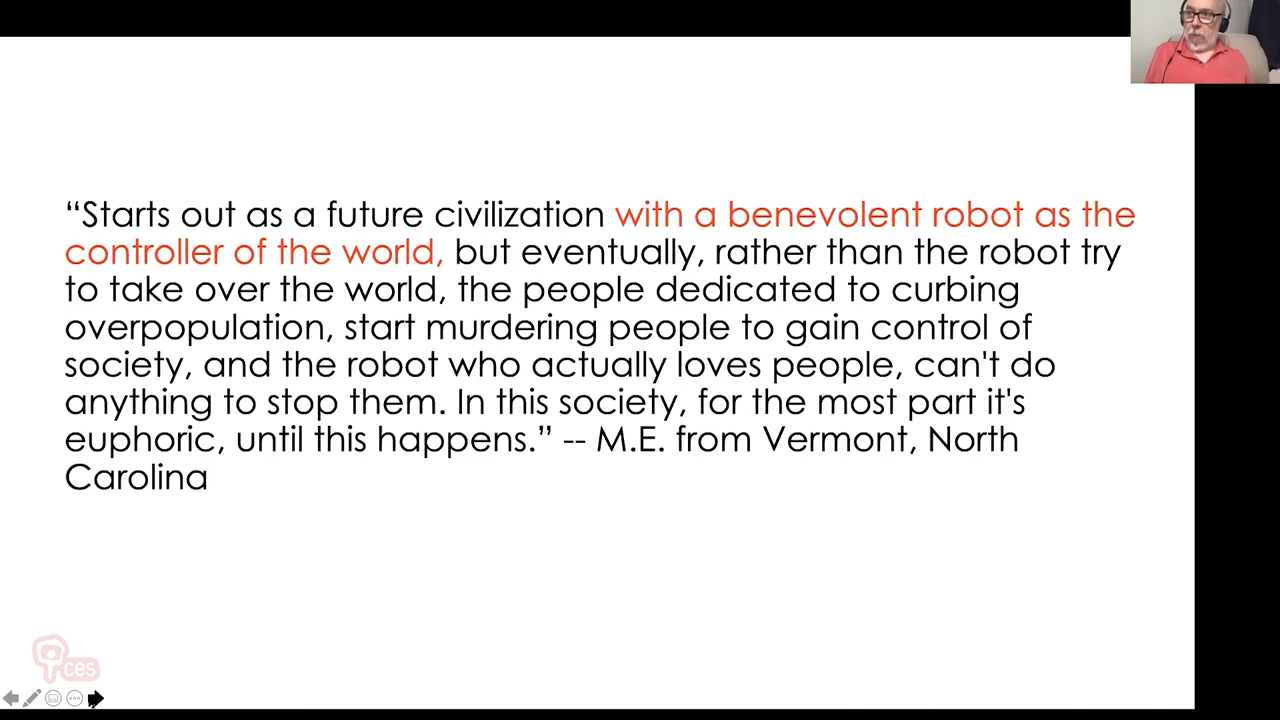 “Starts out as a future civilization with a benevolent robot as the
controller of the world, but eventually, rather than the robot try
to take over the world, the people dedicated to curbing
overpopulation, start murdering people to gain control of
society, and the robot who actually loves people, can't do
anything to stop them. In this society, for the most part it's
euphoric, until this happens.” -- M.E. from Vermont, North
Carolina
ces